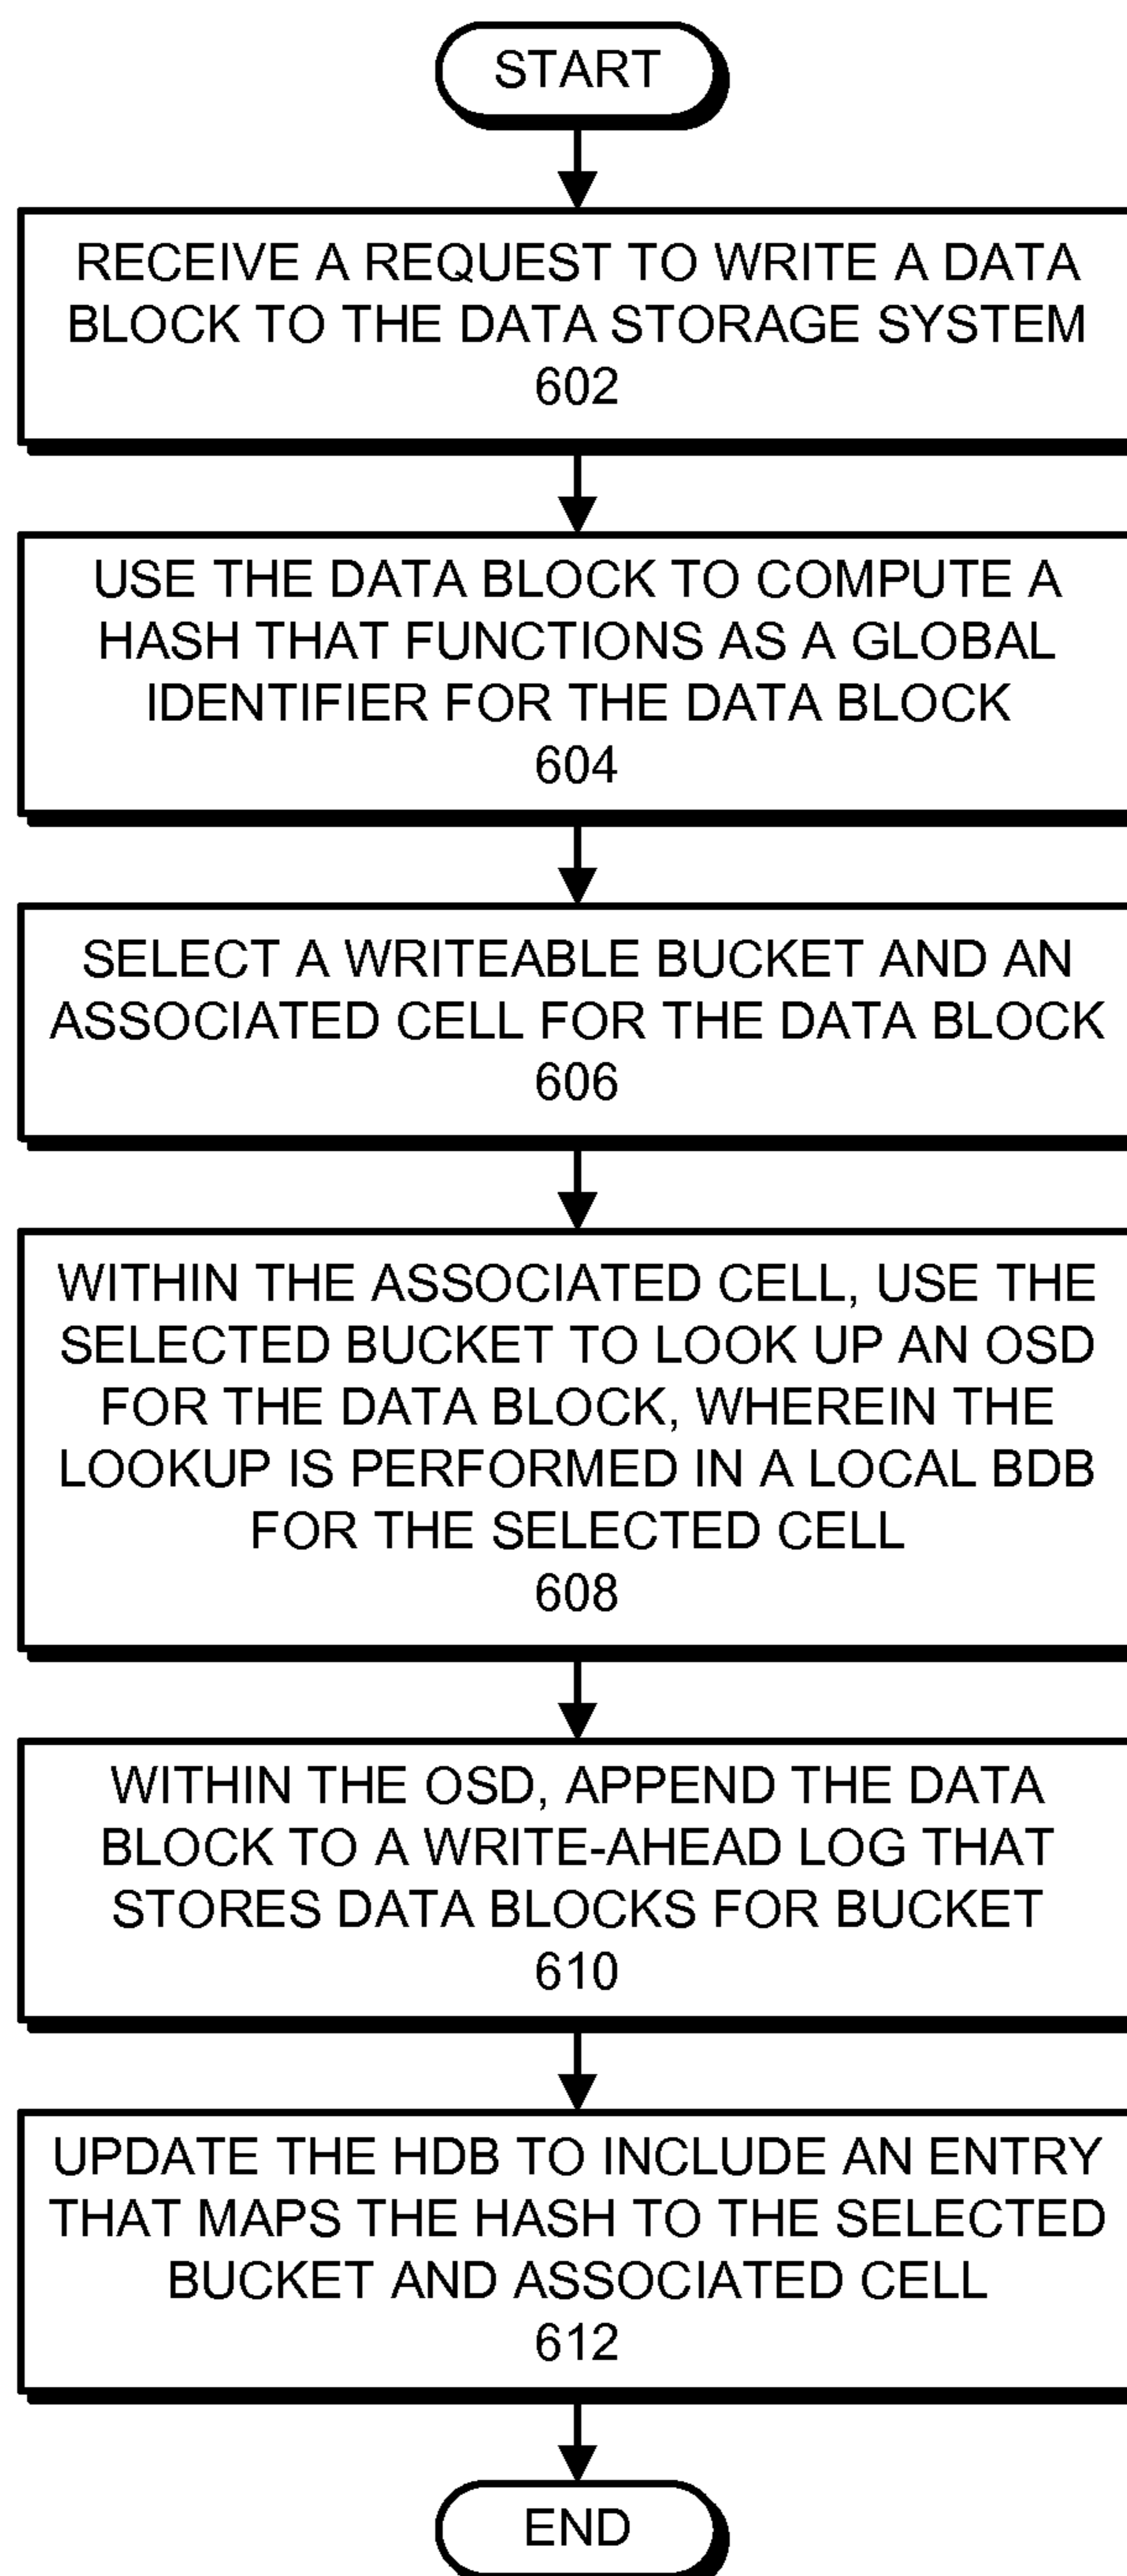 START
RECEIVE A REQUEST TO WRITE A DATA
BLOCK TO THE DATA STORAGE SYSTEM
602
USE THE DATA BLOCK TO COMPUTE A
HASH THAT FUNCTIONS AS A GLOBAL
IDENTIFIER FOR THE DATA BLOCK
604
SELECT A WRITEABLE BUCKET AND AN
ASSOCIATED CELL FOR THE DATA BLOCK
606
WITHIN THE ASSOCIATED CELL, USE THE
SELECTED BUCKET TO LOOK UP AN OSD
FOR THE DATA BLOCK, WHEREIN THE
LOOKUP IS PERFORMED IN A LOCAL BDB
FOR THE SELECTED CELL
608
WITHIN THE OSD, APPEND THE DATA
BLOCK TO A WRITE-AHEAD LOG THAT
STORES DATA BLOCKS FOR BUCKET
610
UPDATE THE HDB TO INCLUDE AN ENTRY
THAT MAPS THE HASH TO THE SELECTED
BUCKET AND ASSOCIATED CELL
612
END